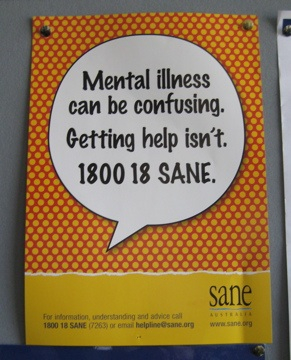 Mental illness
can be confusing.
Getting help isn't.
1800 18 SANE.
sane
AUSTRALIA
For information, understanding and advice call
1800 18 SANE (7263) or email helpline@sane.org
www.sane.org